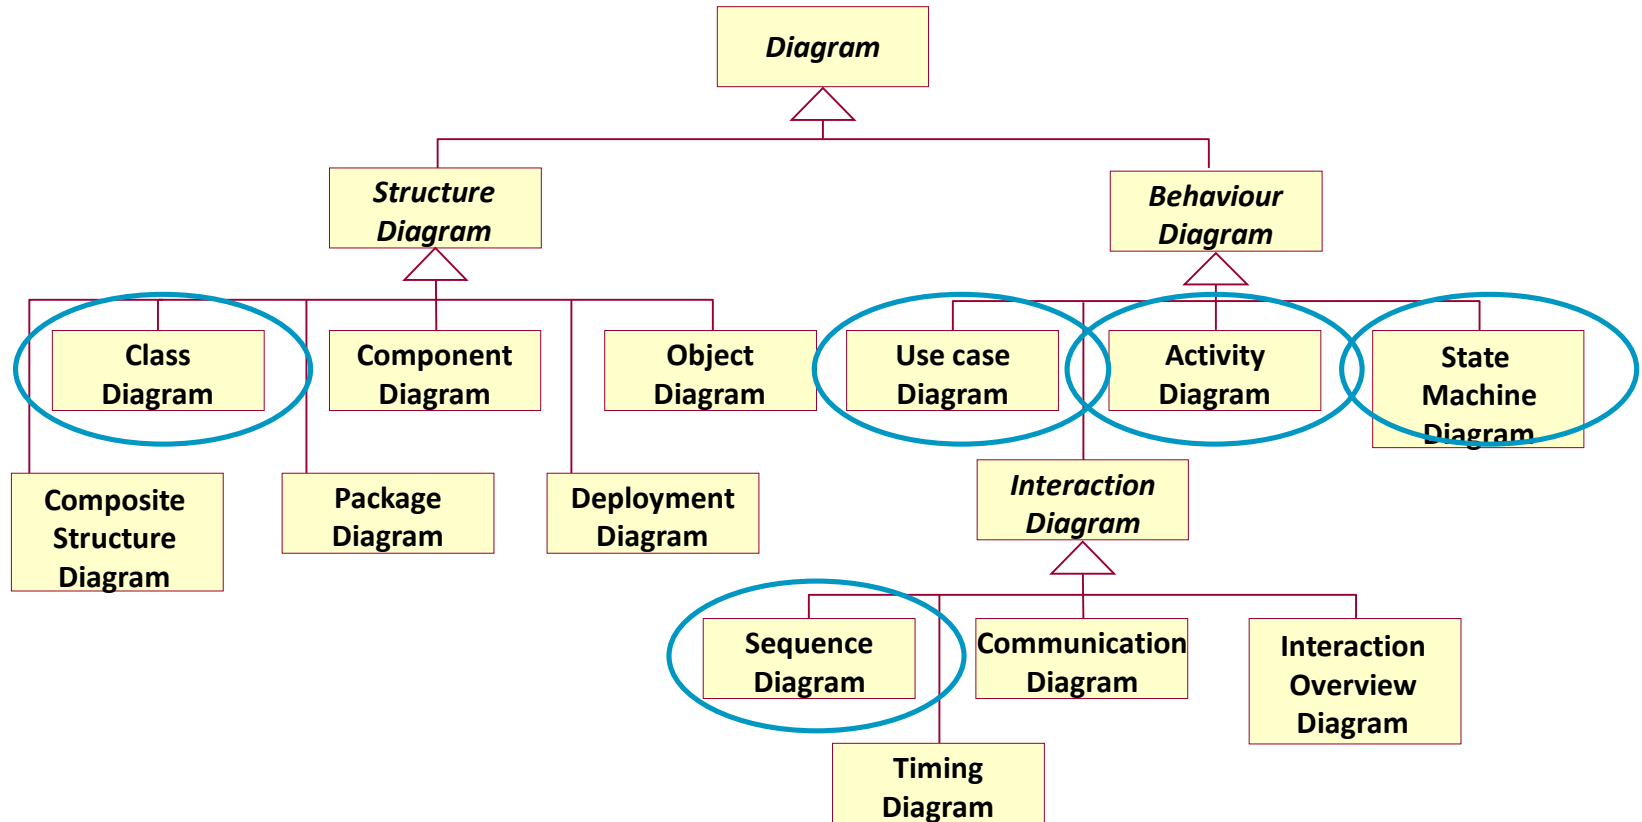 Diagram
Structure
Diagram
Behaviour
Diagram
Class
Diagram
Component
Diagram
Object
Diagram
Use case
Diagram
Activity
Diagram
State
Machine
Diagram
Composite
Structure
Diagram
Package
Diagram
Deployment
Diagram
Interaction
Diagram
Sequence
Diagram
Communication
Diagram
Interaction
Overview
Diagram
Timing
Diagram